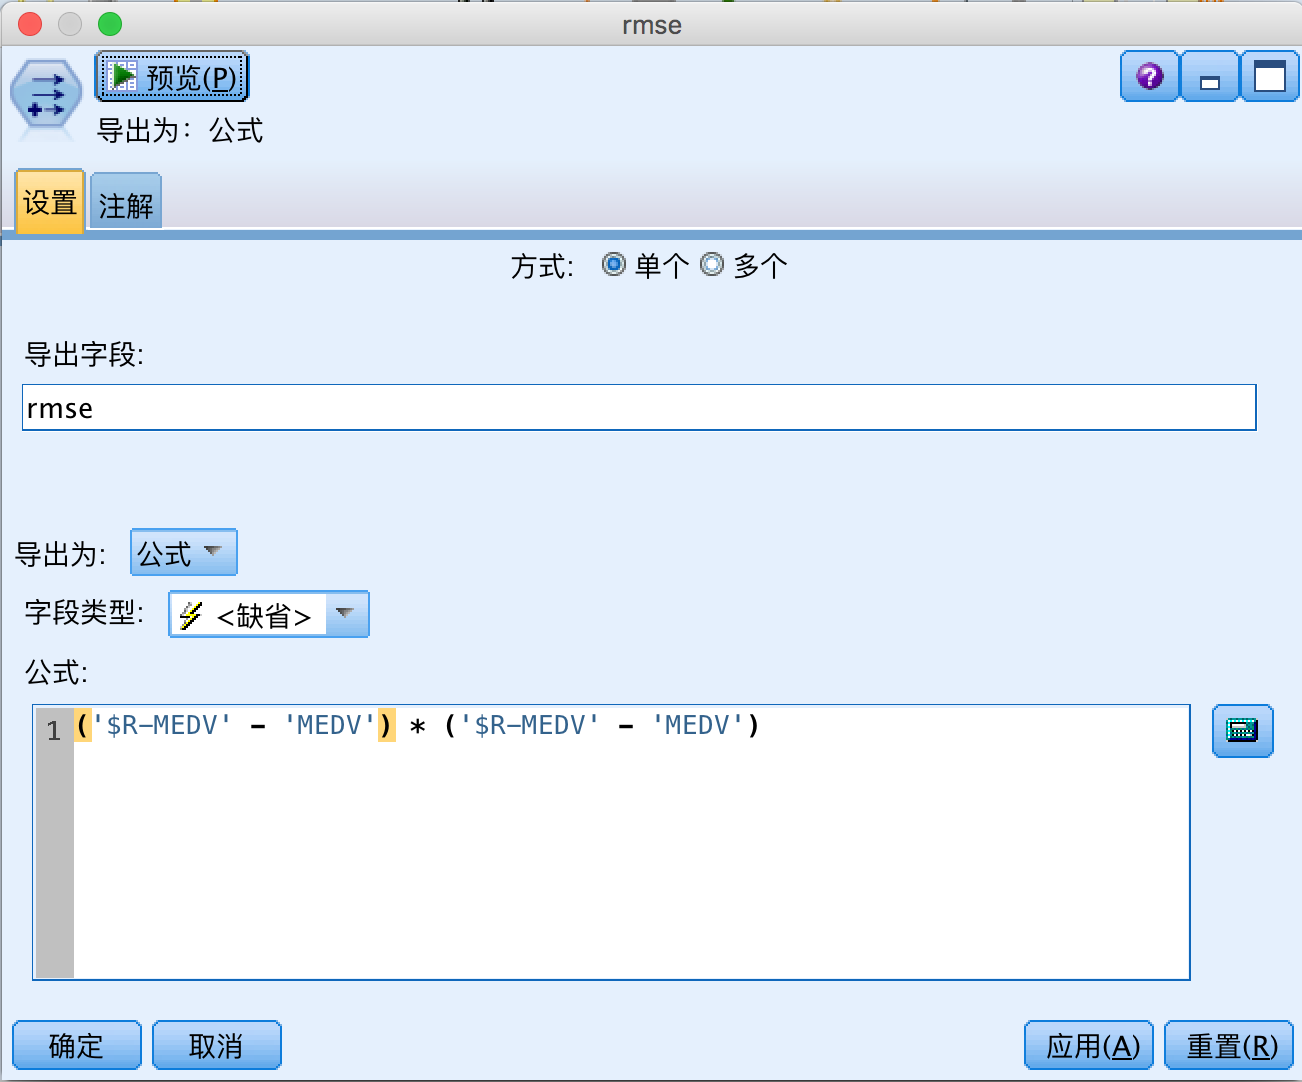 rmse
预览(P)
导出为：公式
设置 注解
方式: 单个 多个
导出字段:
rmse
导出为: 公式
字段类型: <缺省>
公式:
1 ('$R-MEDV' - 'MEDV') * ('$R-MEDV' - 'MEDV')
确定 取消 应用(A) 重置(R)